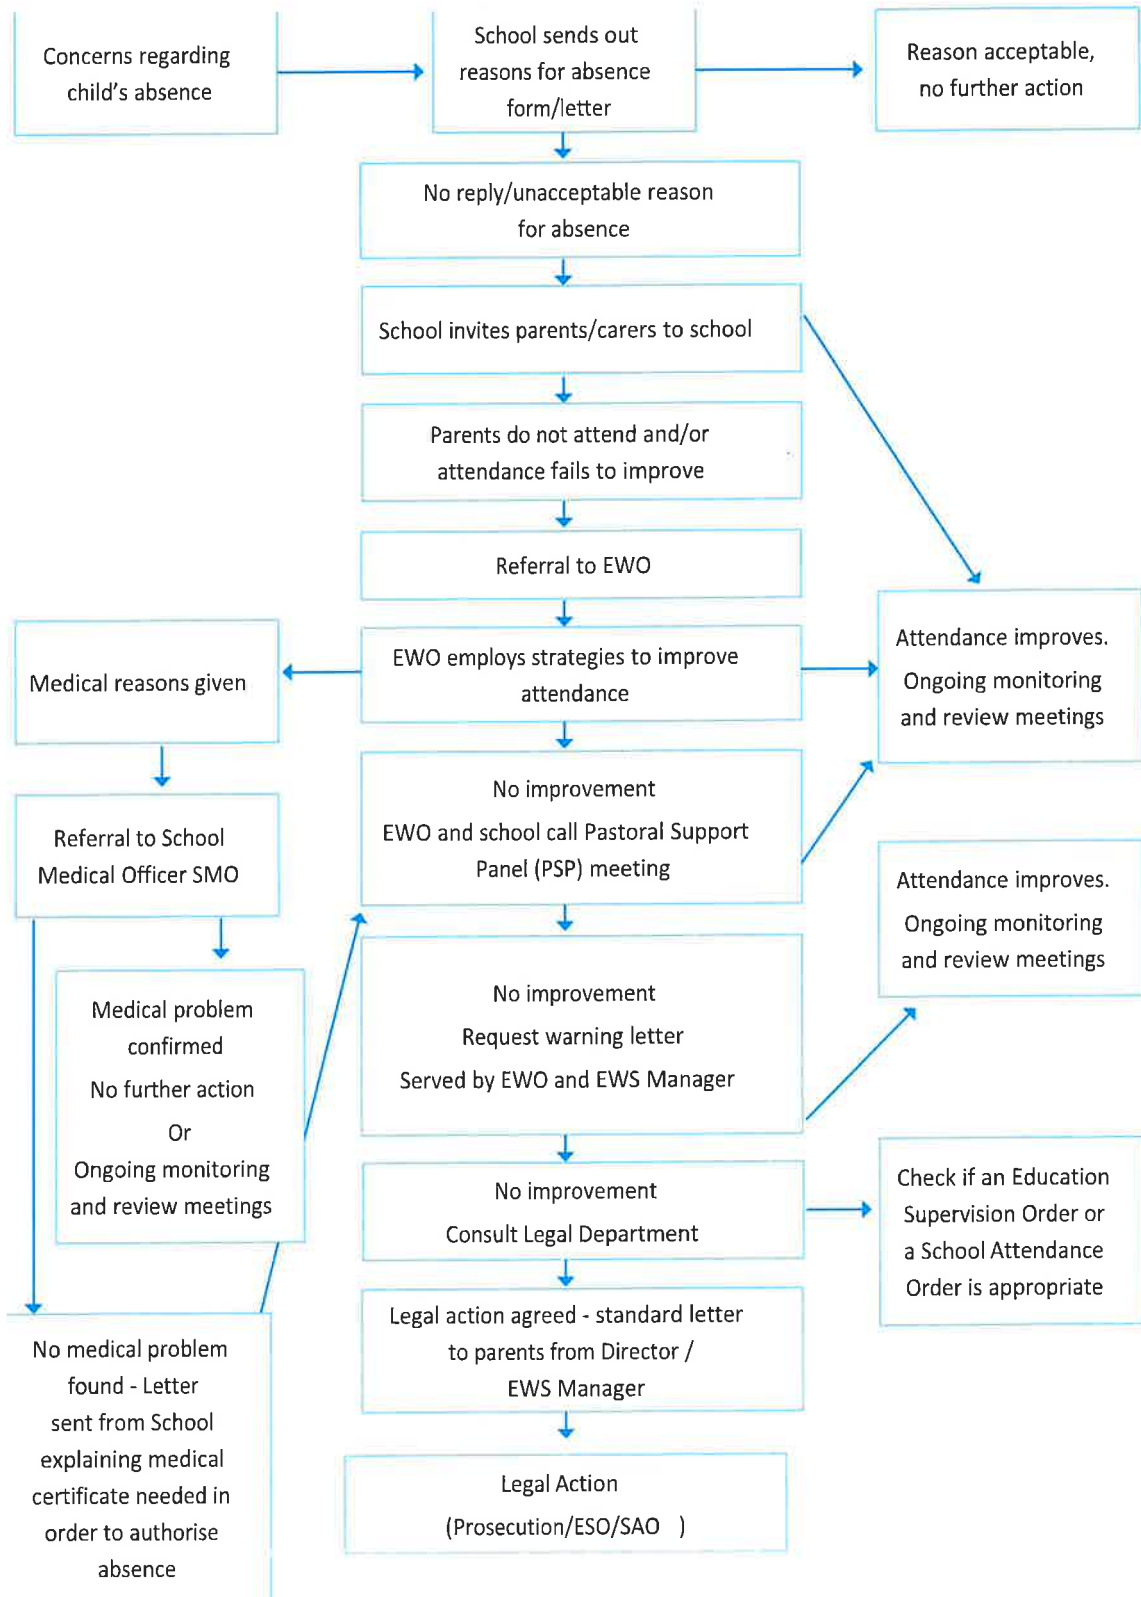 Concerns regarding
child's absence
School sends out
reasons for absence
form/letter
Reason acceptable,
no further action
No reply/unacceptable reason
for absence
School invites parents/carers to school
Parents do not attend and/or
attendance fails to improve
Referral to EWO
EWO employs strategies to improve
attendance
Medical reasons given
Attendance improves.
Ongoing monitoring
and review meetings
No improvement
EWO and school call Pastoral Support
Panel (PSP) meeting
Referral to School
Medical Officer SMO
Attendance improves.
Ongoing monitoring
and review meetings
Medical problem
confirmed
No further action
Or
Ongoing monitoring
and review meetings
No improvement
Request warning letter
Served by EWO and EWS Manager
No improvement
Consult Legal Department
Check if an Education
Supervision Order or
a School Attendance
Order is appropriate
Legal action agreed - standard letter
to parents from Director /
EWS Manager
No medical problem
found - Letter
sent from School
explaining medical
certificate needed in
order to authorise
absence
Legal Action
(Prosecution/ESO/SAO )